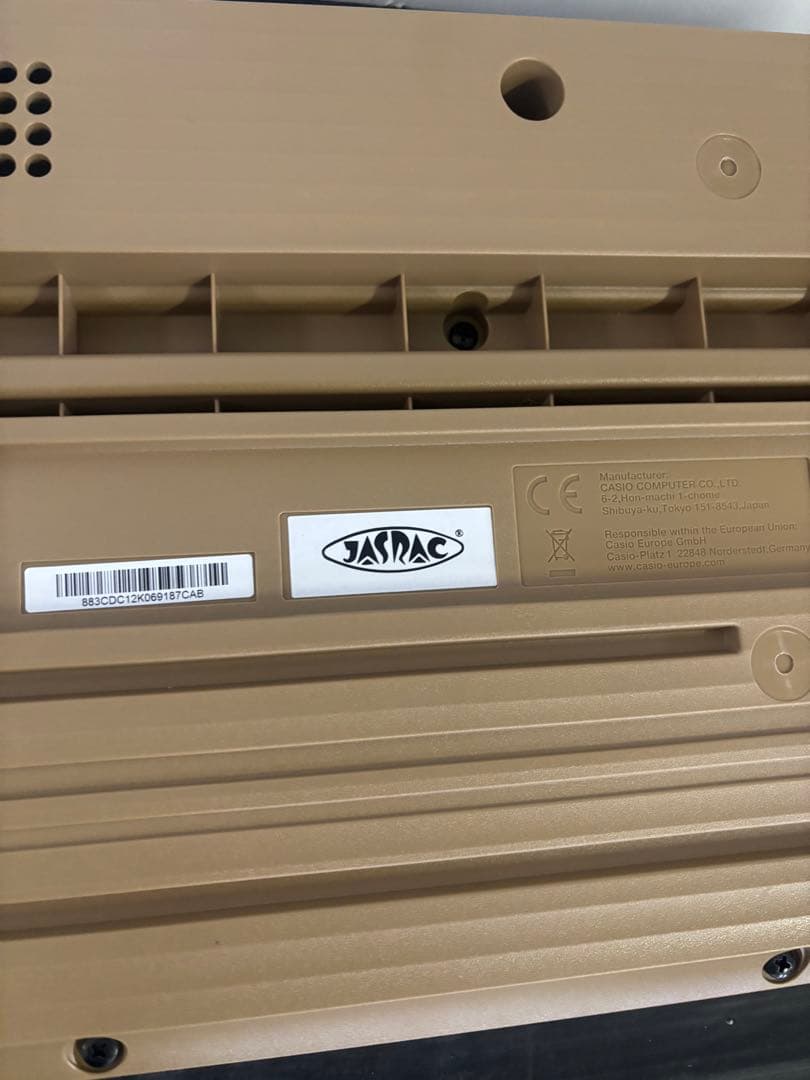 883CDC12K069187CAB
JASRAC®
CE
Manufacturer:
CASIO COMPUTER CO.,LTD.
6-2,Hon-machi 1-chome
Shibuya-ku,Tokyo 151-8543,Japan
Responsible within the European Union:
Casio Europe GmbH
Casio-Platz 1 22848 Norderstedt,Germany
www.casio-europe.com